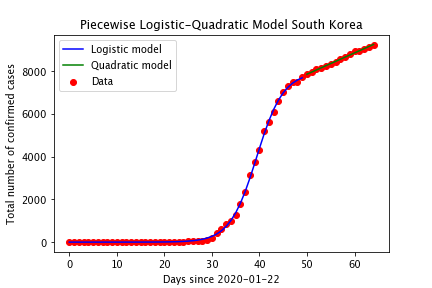 Piecewise Logistic-Quadratic Model South Korea
Logistic model
Quadratic model
Data
Total number of confirmed cases
8000
6000
4000
2000
0
0 10 20 30 40 50 60
Days since 2020-01-22